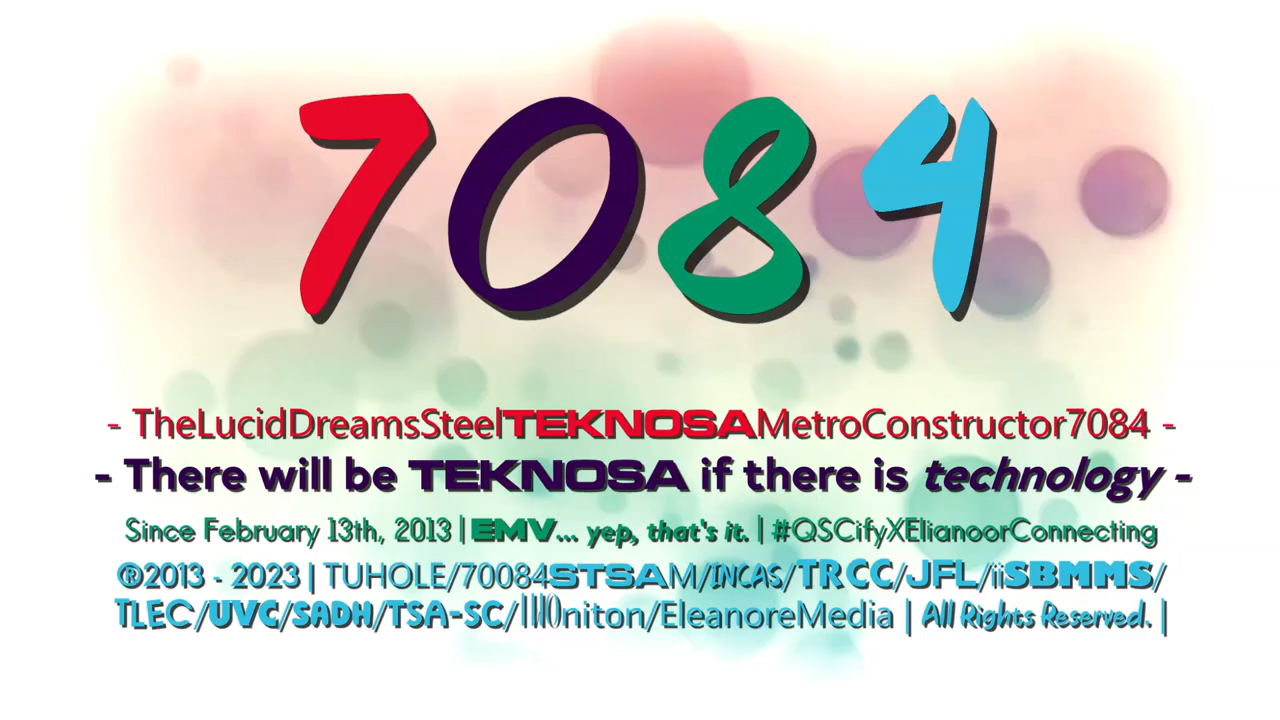 7084
- TheLucidDreamsSteelTEKNOSAMetroConstructor7084 -
- There will be TEKNOSA if there is technology -
Since February 13th, 2013 | EMV... yep, that's it. | #QSCifyXElianoorConnecting
®2013 - 2023 | TUHOLE/70084STSAM/INCAS/TRCC/JFL/iiSBMMS/
TLEC/UVC/SADH/TSA-SC/IIIOniton/EleanoreMedia | All Rights Reserved. |